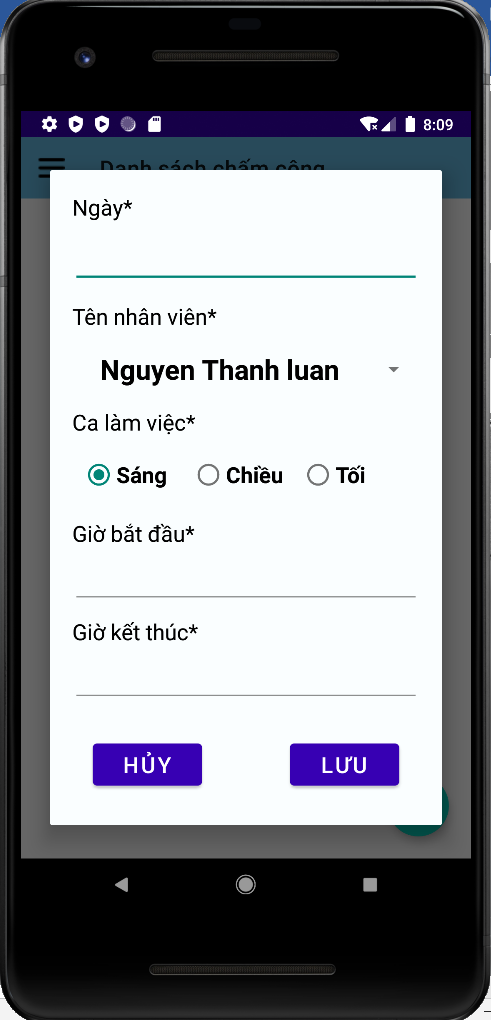 8:09
Danh sách chấm công
Ngày*
Tên nhân viên*
Nguyen Thanh luan
Ca làm việc*
Sáng Chiều Tối
Giờ bắt đầu*
Giờ kết thúc*
HỦY LƯU